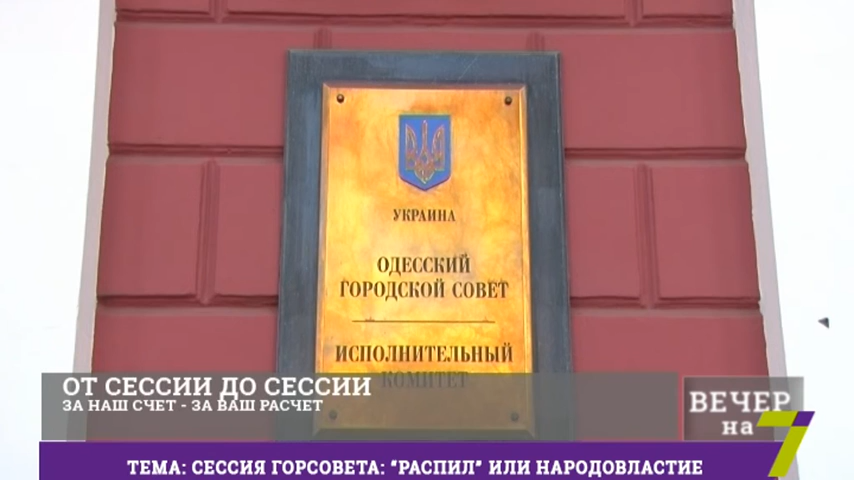 УКРАИНА
ОДЕССКИЙ
ГОРОДСКОЙ СОВЕТ
ИСПОЛНИТЕЛЬНЫЙ
КОМИТЕТ
ОТ СЕССИИ ДО СЕССИИ
ЗА НАШ СЧЕТ - ЗА ВАШ РАСЧЕТ
ВЕЧЕР
на 7
ТЕМА: СЕССИЯ ГОРСОВЕТА: "РАСПИЛ" ИЛИ НАРОДОВЛАСТИЕ